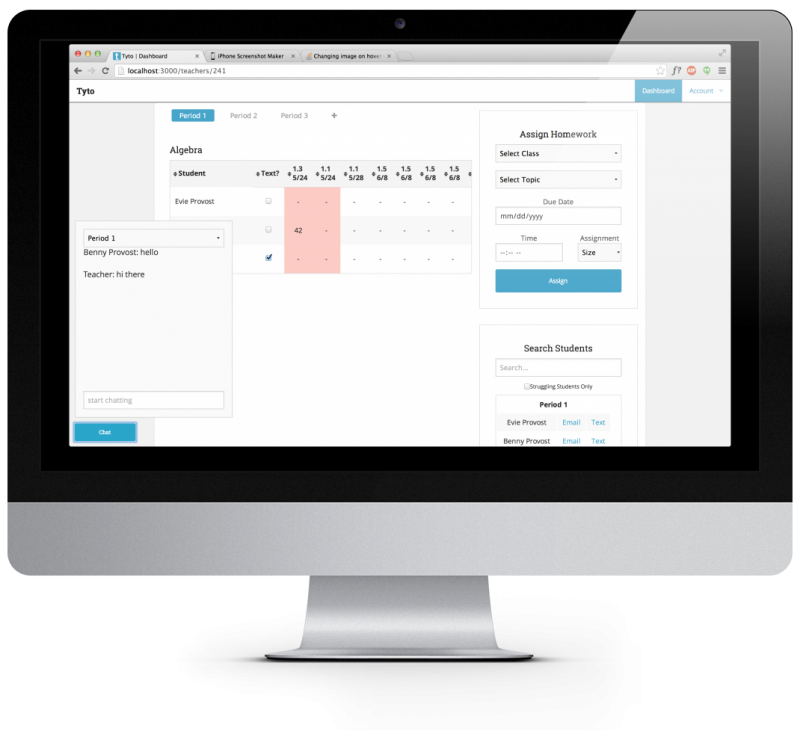 Tyto | Dashboard
iPhone Screenshot Maker
Changing image on hover
localhost:3000/teachers/241
Tyto
Dashboard
Account
Period 1
Period 2
Period 3
+
Algebra
Student
Text?
1.3 5/24
1.1 5/24
1.1 5/28
1.5 6/8
1.5 6/8
1.5 6/8
1.5 6/8
Evie Provost - - - - - - -
42 - - - - - -
- - - - - - -
Period 1
Benny Provost: hello
Teacher: hi there
start chatting
Chat
Assign Homework
Select Class
Select Topic
Due Date
mm/dd/yyyy
Time
Assignment
--:-- --
Size
Assign
Search Students
Search...
Struggling Students Only
Period 1
Evie Provost Email Text
Benny Provost Email Text